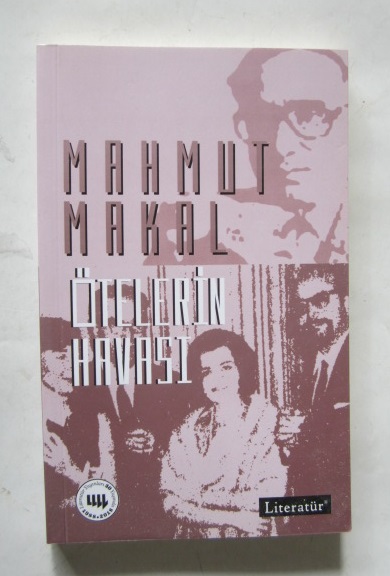 MAHMUT
MAKAL
ÖTELERİN
HAVASI
Literatür®